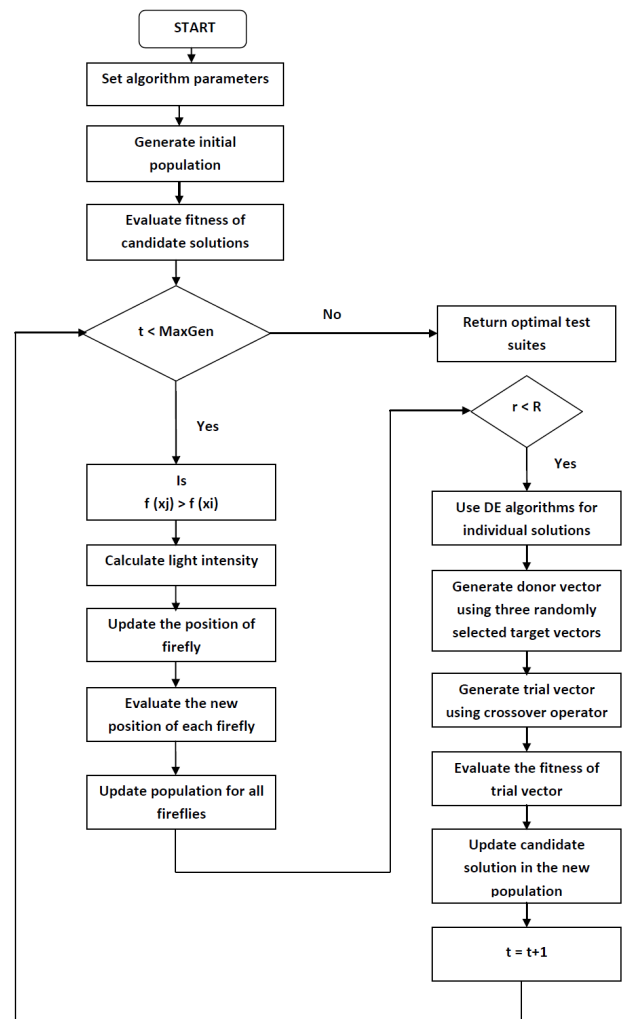 START
Set algorithm parameters
Generate initial
population
Evaluate fitness of
candidate solutions
t < MaxGen
No
Return optimal test
suites
Yes
Is
f (xj) > f (xi)
Calculate light intensity
Update the position of
firefly
Evaluate the new
position of each firefly
Update population for all
fireflies
r < R
Yes
Use DE algorithms for
individual solutions
Generate donor vector
using three randomly
selected target vectors
Generate trial vector
using crossover operator
Evaluate the fitness of
trial vector
Update candidate
solution in the new
population
t = t+1